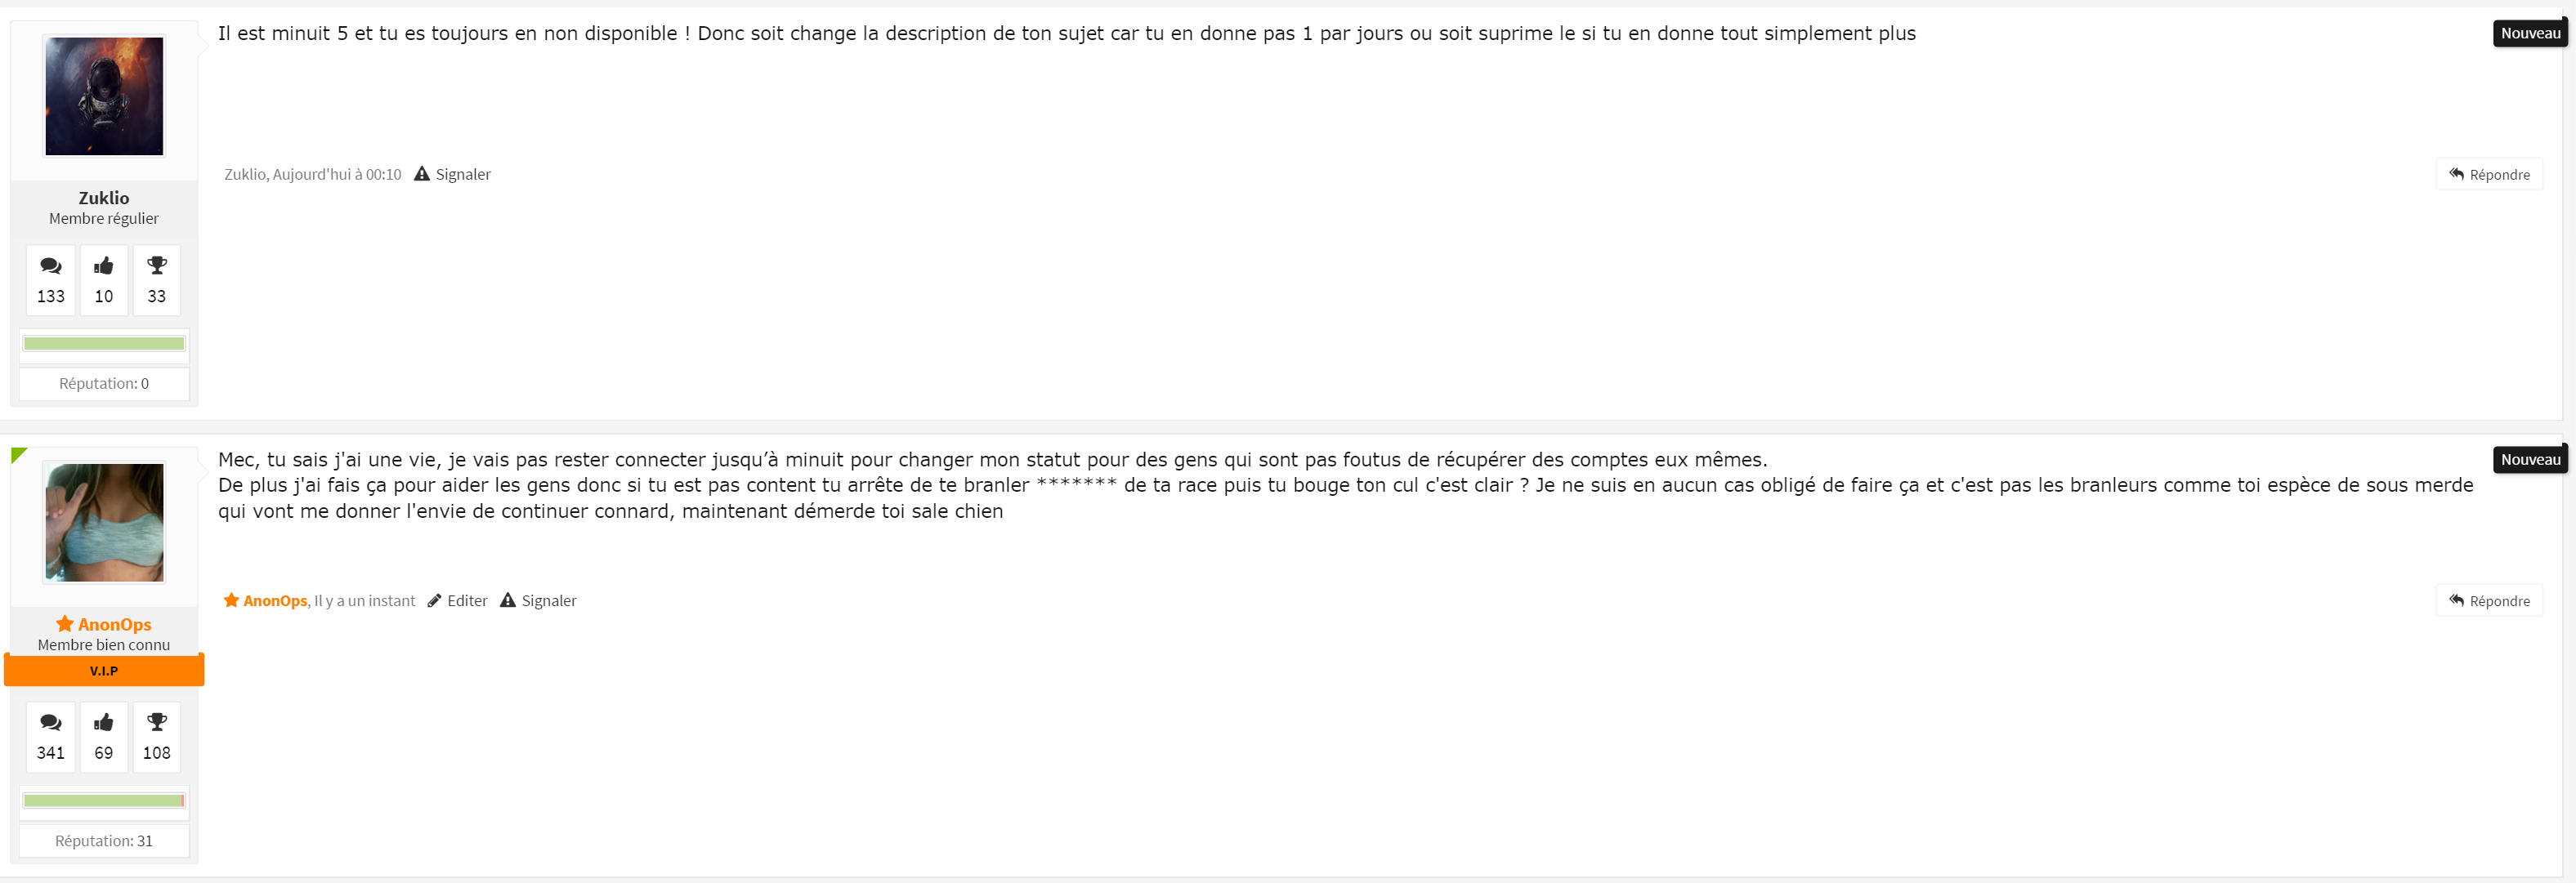 Il est minuit 5 et tu es toujours en non disponible ! Donc soit change la description de ton sujet car tu en donne pas 1 par jours ou soit suprime le si tu en donne tout simplement plus
Nouveau
Zuklio, Aujourd'hui à 00:10 Signaler
Répondre
Zuklio
Membre régulier
133 10 33
Réputation: 0
Mec, tu sais j'ai une vie, je vais pas rester connecter jusqu’à minuit pour changer mon statut pour des gens qui sont pas foutus de récupérer des comptes eux mêmes.
Nouveau
De plus j'ai fais ça pour aider les gens donc si tu est pas content tu arrête de te branler ******* de ta race puis tu bouge ton cul c'est clair ? Je ne suis en aucun cas obligé de faire ça et c'est pas les branleurs comme toi espèce de sous merde
qui vont me donner l'envie de continuer connard, maintenant démerde toi sale chien
AnonOps, Il y a un instant Editer Signaler
Répondre
AnonOps
Membre bien connu
V.I.P
341 69 108
Réputation: 31